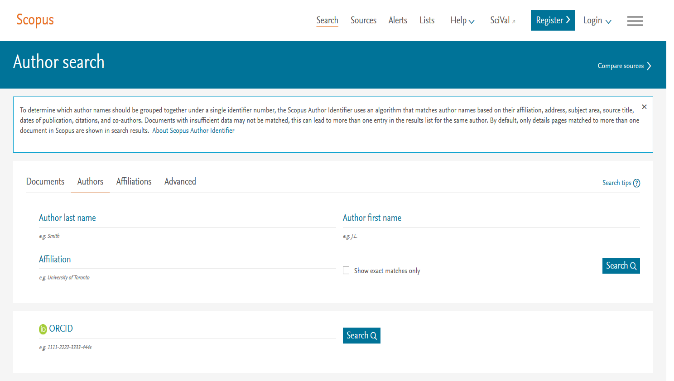 Scopus
Search Sources Alerts Lists Help SciVal Register Login
Author search
Compare sources
To determine which author names should be grouped together under a single identifier number, the Scopus Author Identifier uses an algorithm that matches author names based on their affiliation, address, subject area, source title,
dates of publication, citations, and co-authors. Documents with insufficient data may not be matched, this can lead to more than one entry in the results list for the same author. By default, only details pages matched to more than one
document in Scopus are shown in search results. About Scopus Author Identifier
Documents Authors Affiliations Advanced
Search tips
Author last name Author first name
e.g. Smith e.g. J.L.
Affiliation
Show exact matches only Search
e.g. University of Toronto
iD ORCID
Search
e.g. 1111-2222-3333-444x